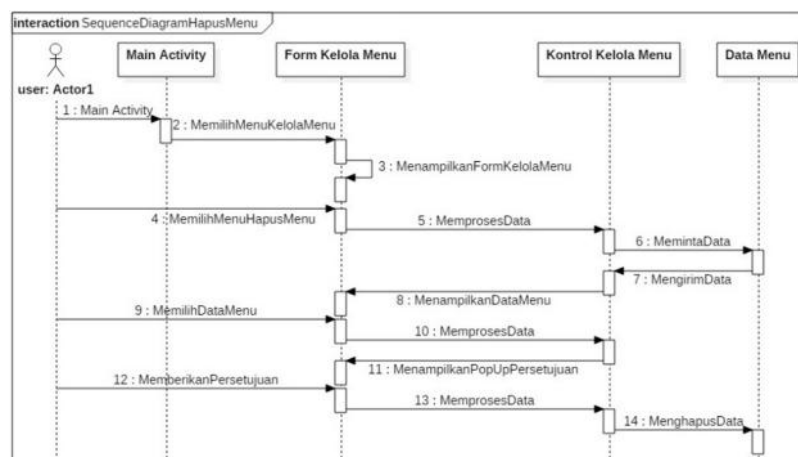 interaction SequenceDiagramHapusMenu
Main Activity
Form Kelola Menu
Kontrol Kelola Menu
Data Menu
user: Actor1
1 : Main Activity
2 : MemilihMenuKelolaMenu
3 : MenampilkanFormKelolaMenu
4 : MemilihMenuHapusMenu
5 : MemprosesData
6 : MemintaData
7 : MengirimData
8 : MenampilkanDataMenu
9 : MemilihDataMenu
10 : MemprosesData
11 : MenampilkanPopUpPersetujuan
12 : MemberikanPersetujuan
13 : MemprosesData
14 : MenghapusData